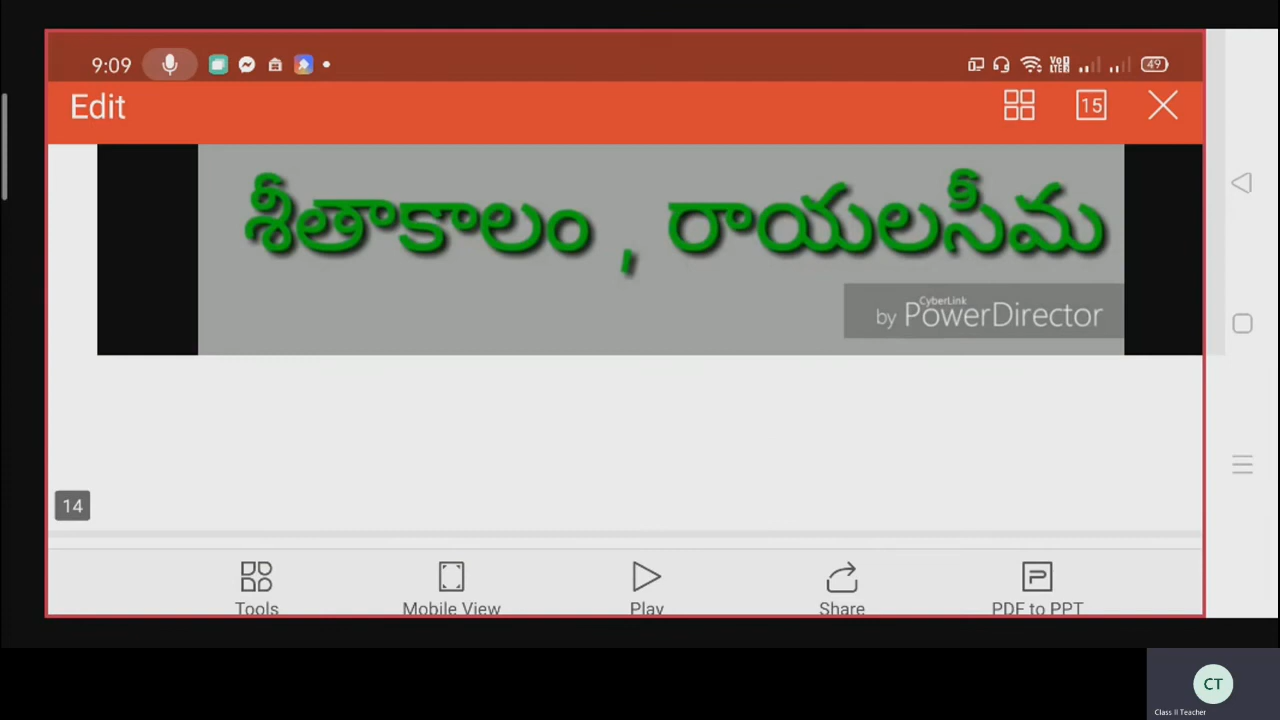 9:09
49
Edit
15
శీతాకాలం , రాయలసీమ
CyberLink
by PowerDirector
14
Tools
Mobile View
Play
Share
PDF to PPT
CT
Class II Teacher